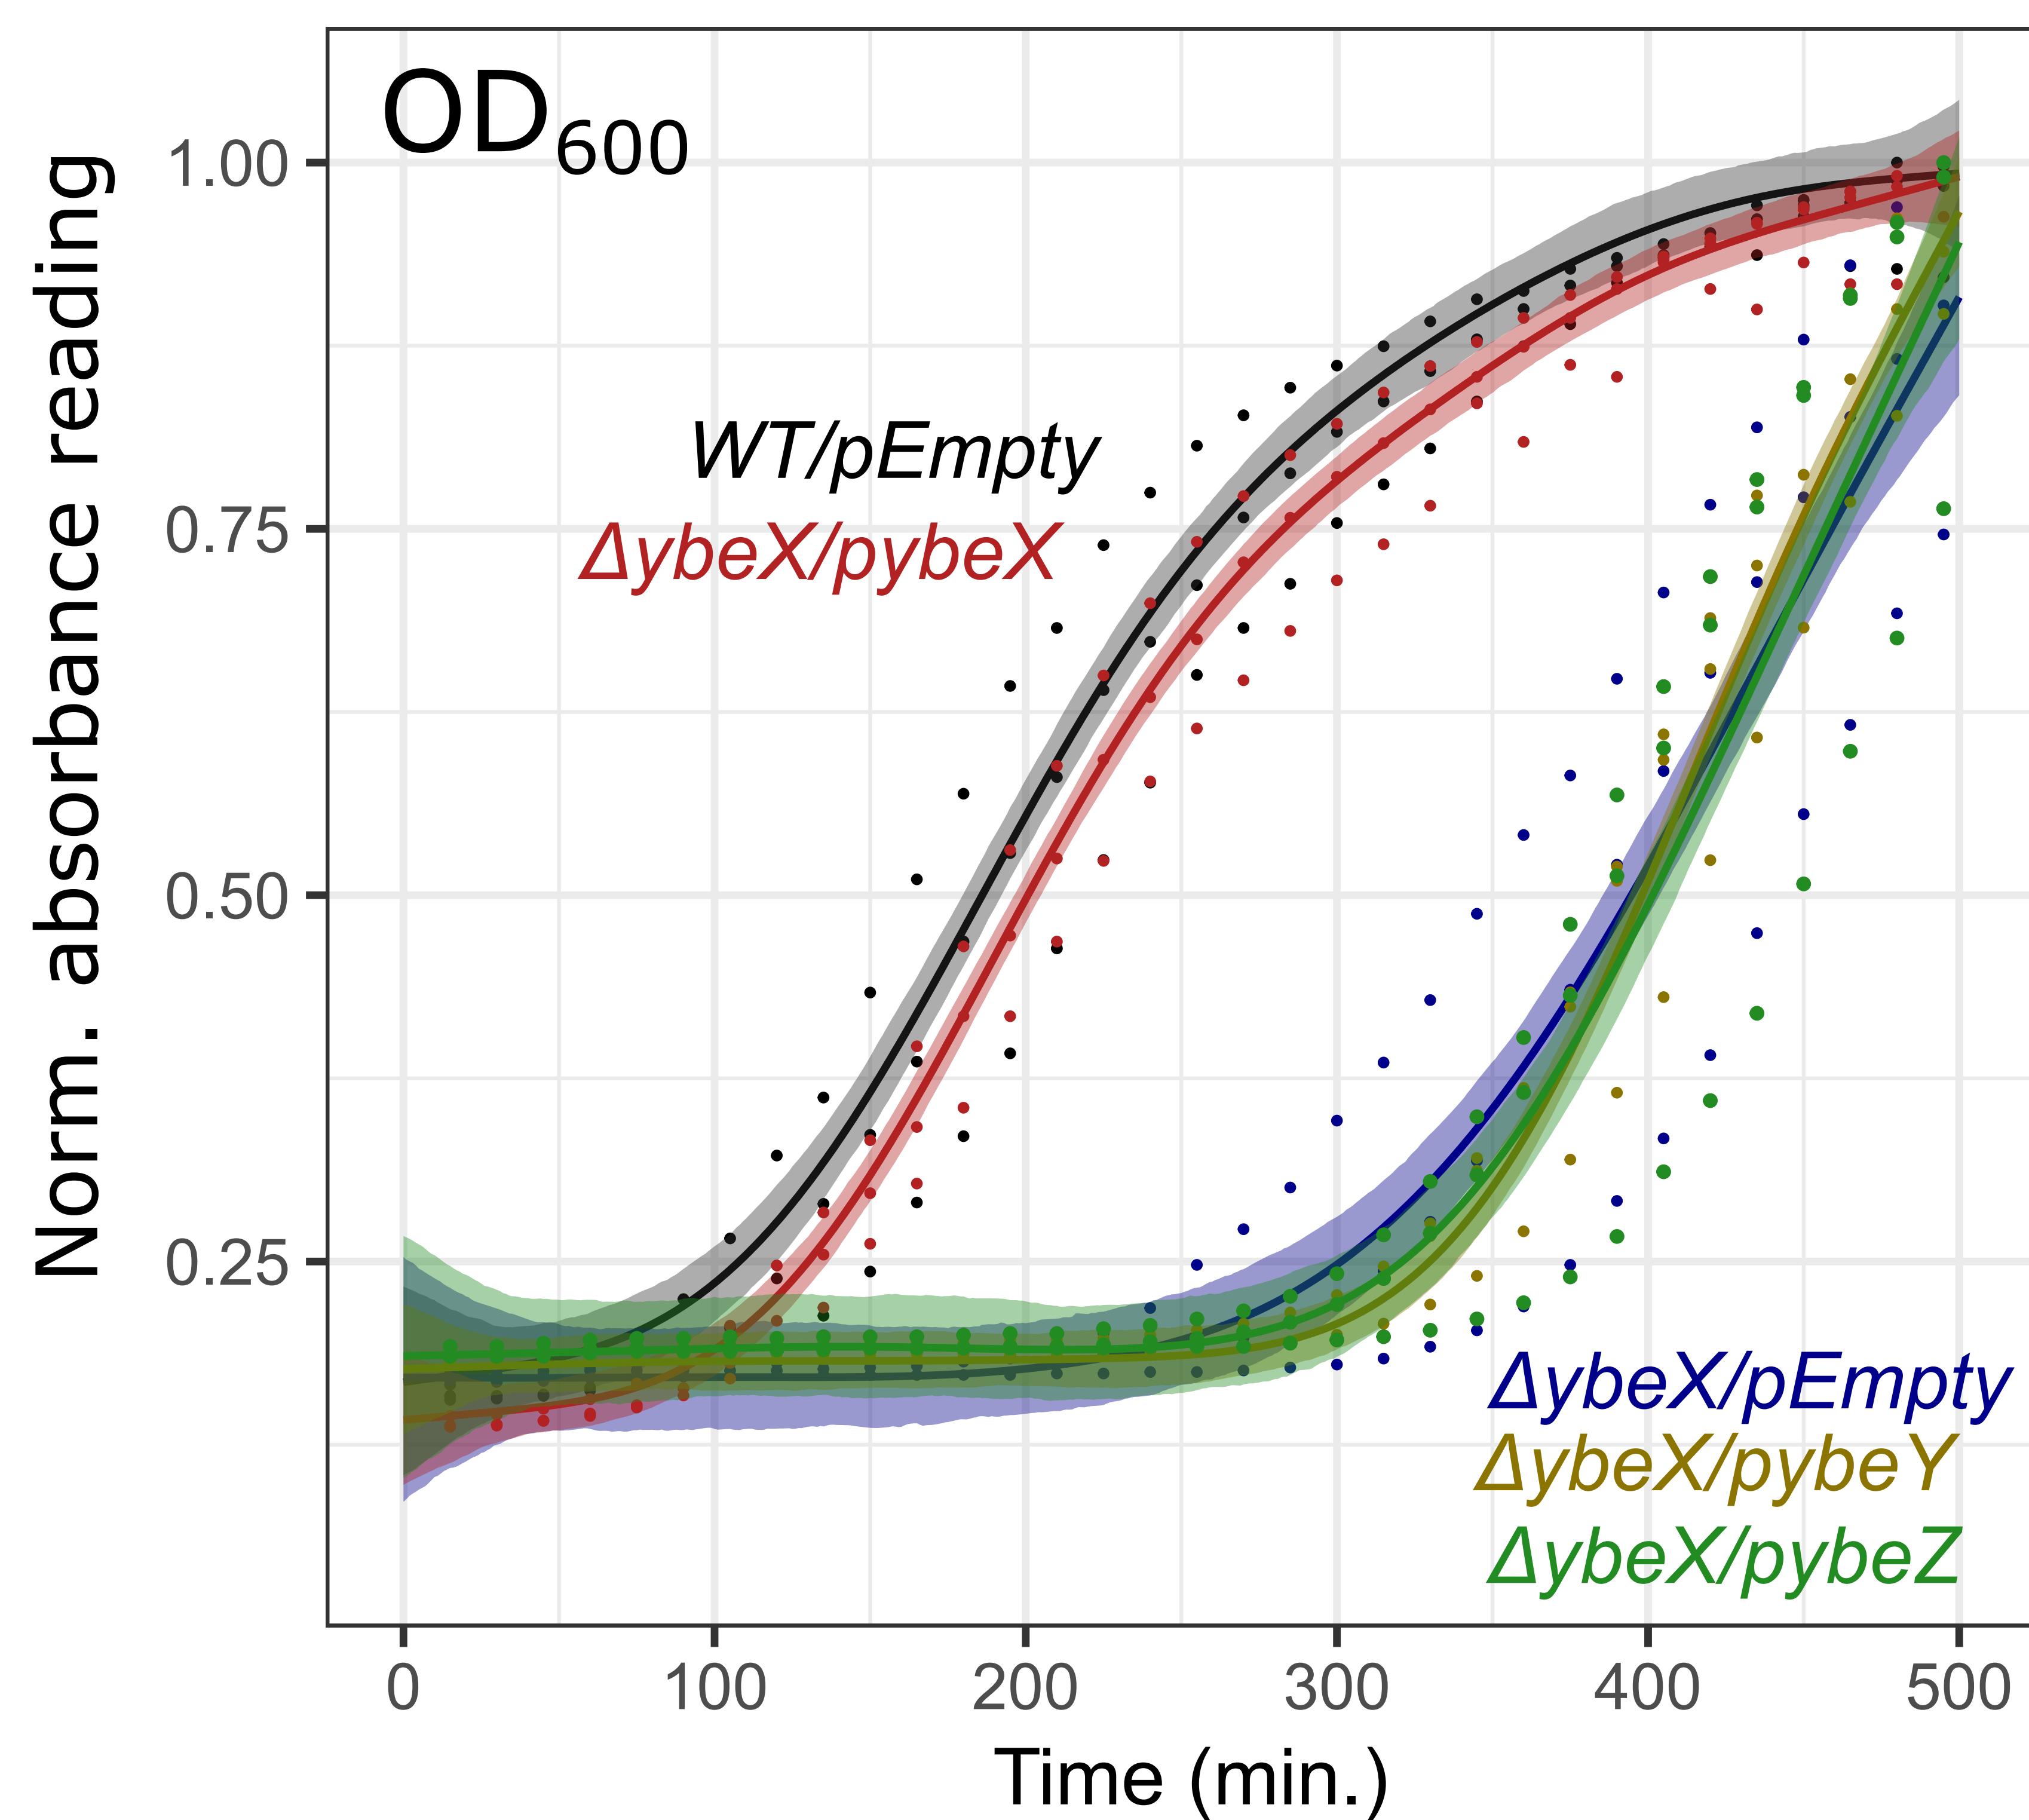 OD600
1.00
0.75
0.50
0.25
Norm. absorbance reading
WT/pEmpty
ΔybeX/pybeX
ΔybeX/pEmpty
ΔybeX/pybeY
ΔybeX/pybeZ
0 100 200 300 400 500
Time (min.)